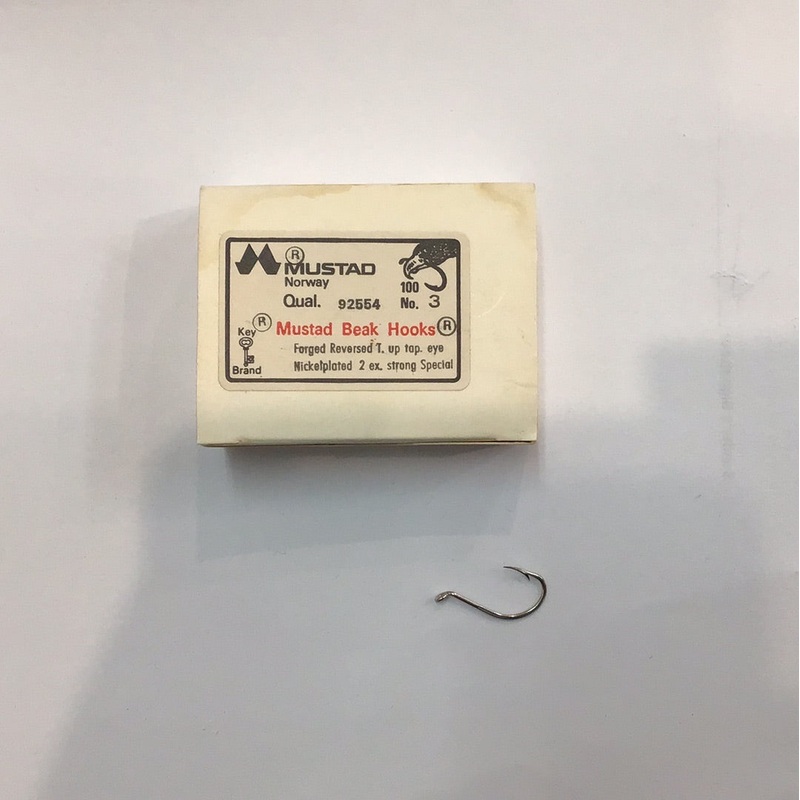 ® MUSTAD
Norway
100
Qual. 92554 No. 3
® Mustad Beak Hooks ®
Key
Brand
Forged Reversed T. up tap. eye
Nickelplated 2 ex. strong Special